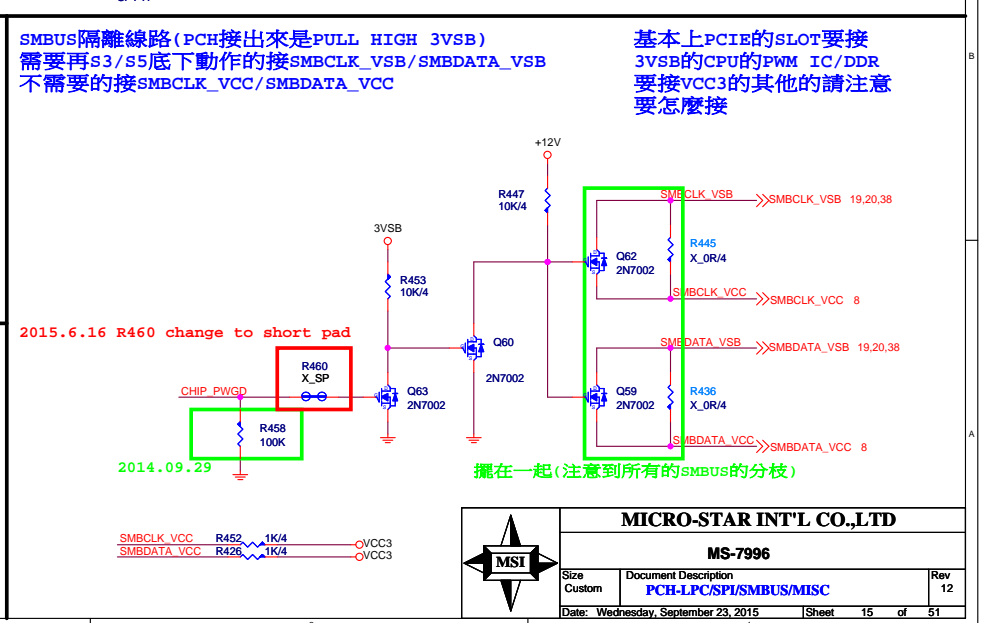 SMBUS隔離線路(PCH接出來是PULL HIGH 3VSB)
需要再S3/S5底下動作的接SMBCLK_VSB/SMBDATA_VSB
不需要的接SMBCLK_VCC/SMBDATA_VCC
基本上PCIE的SLOT要接
3VSB的CPU的PWM IC/DDR
要接VCC3的其他的請注意
要怎麼接
B
+12V
R447
10K/4
SMBCLK_VSB
SMBCLK_VSB 19,20,38
3VSB
R445
X_0R/4
Q62
2N7002
R453
10K/4
SMBCLK_VCC
SMBCLK_VCC 8
2015.6.16 R460 change to short pad
Q60
2N7002
SMBDATA_VSB
SMBDATA_VSB 19,20,38
R460
X_SP
CHIP_PWGD
Q63
2N7002
Q59
2N7002
R436
X_0R/4
R458
100K
A
SMBDATA_VCC
SMBDATA_VCC 8
2014.09.29
擺在一起(注意到所有的SMBUS的分枝)
SMBCLK_VCC R452 1K/4 VCC3
SMBDATA_VCC R426 1K/4 VCC3
MSI
MICRO-STAR INT'L CO.,LTD
MS-7996
Size
Custom
Document Description
PCH-LPC/SPI/SMBUS/MISC
Rev
12
Date: Wednesday, September 23, 2015
Sheet 15 of 51